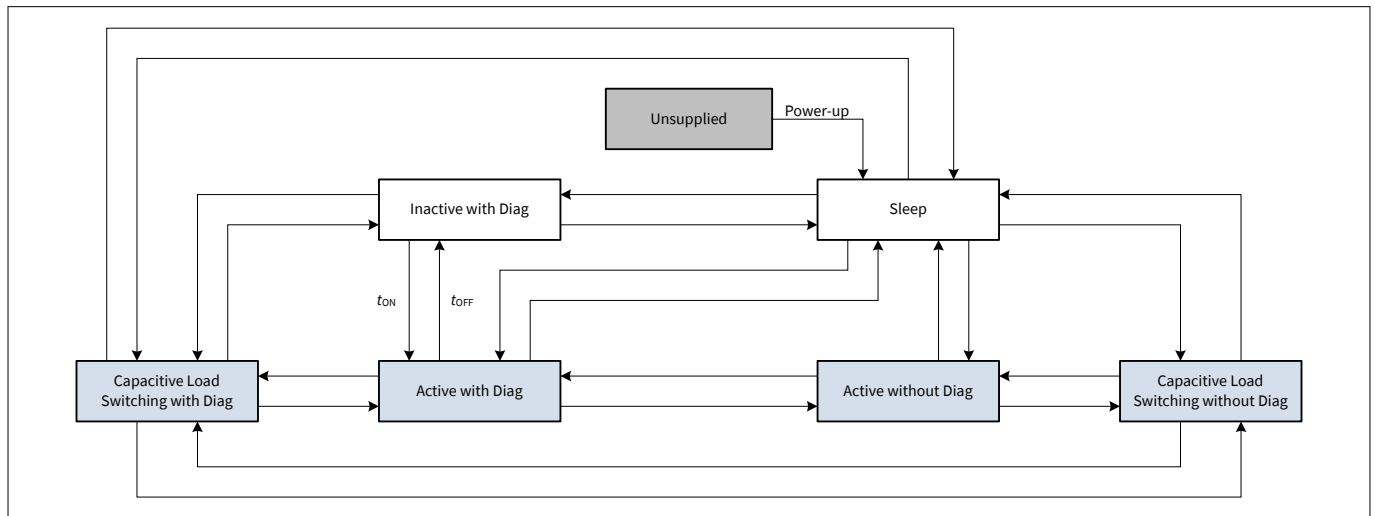 Unsupplied
Power-up
Inactive with Diag
Sleep
tON
tOFF
Capacitive Load
Switching with Diag
Active with Diag
Active without Diag
Capacitive Load
Switching without Diag